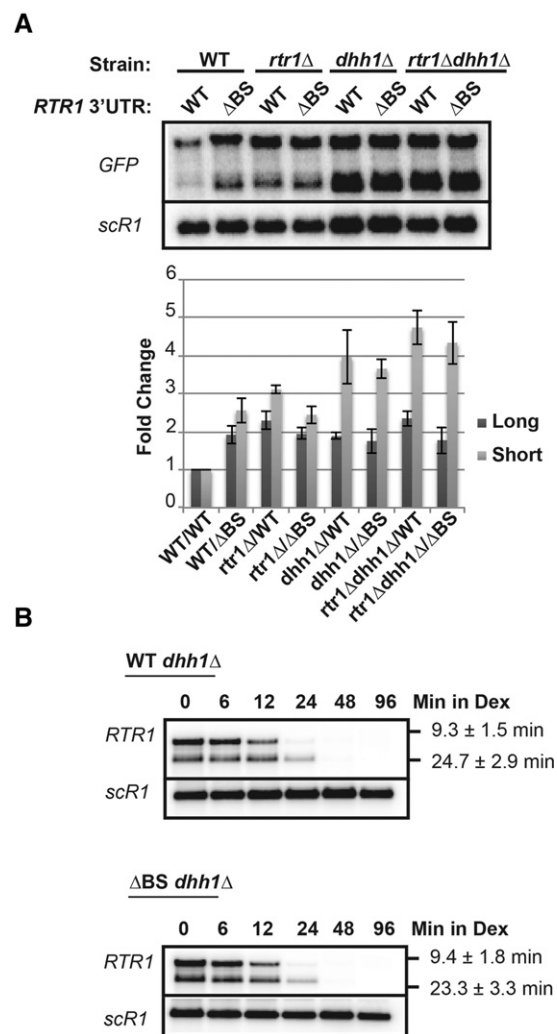 A
Strain: WT rtr1Δ dhh1Δ rtr1Δdhh1Δ
RTR1 3'UTR: WT ΔBS WT ΔBS WT ΔBS WT ΔBS
GFP
scR1
6
5
4
3
2
1
0
Fold Change
Long
Short
WT/WT
WT/ΔBS
rtr1Δ/WT
rtr1Δ/ΔBS
dhh1Δ/WT
dhh1Δ/ΔBS
rtr1Δdhh1Δ/WT
rtr1Δdhh1Δ/ΔBS
B
WT dhh1Δ
0 6 12 24 48 96 Min in Dex
RTR1
9.3 ± 1.5 min
24.7 ± 2.9 min
scR1
ΔBS dhh1Δ
0 6 12 24 48 96 Min in Dex
RTR1
9.4 ± 1.8 min
23.3 ± 3.3 min
scR1